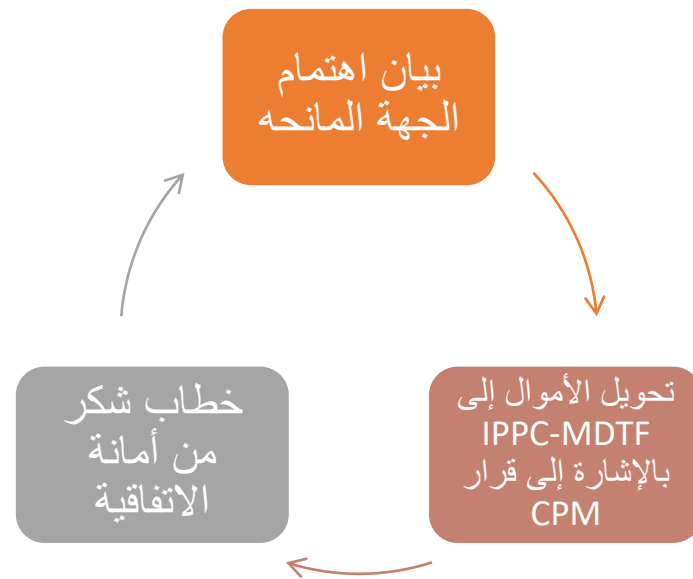 بيان اهتمام
الجهة المانحه
تحويل الأموال إلى
IPPC-MDTF
بالإشارة إلى قرار
CPM
خطاب شكر
من أمانة
الاتفاقية